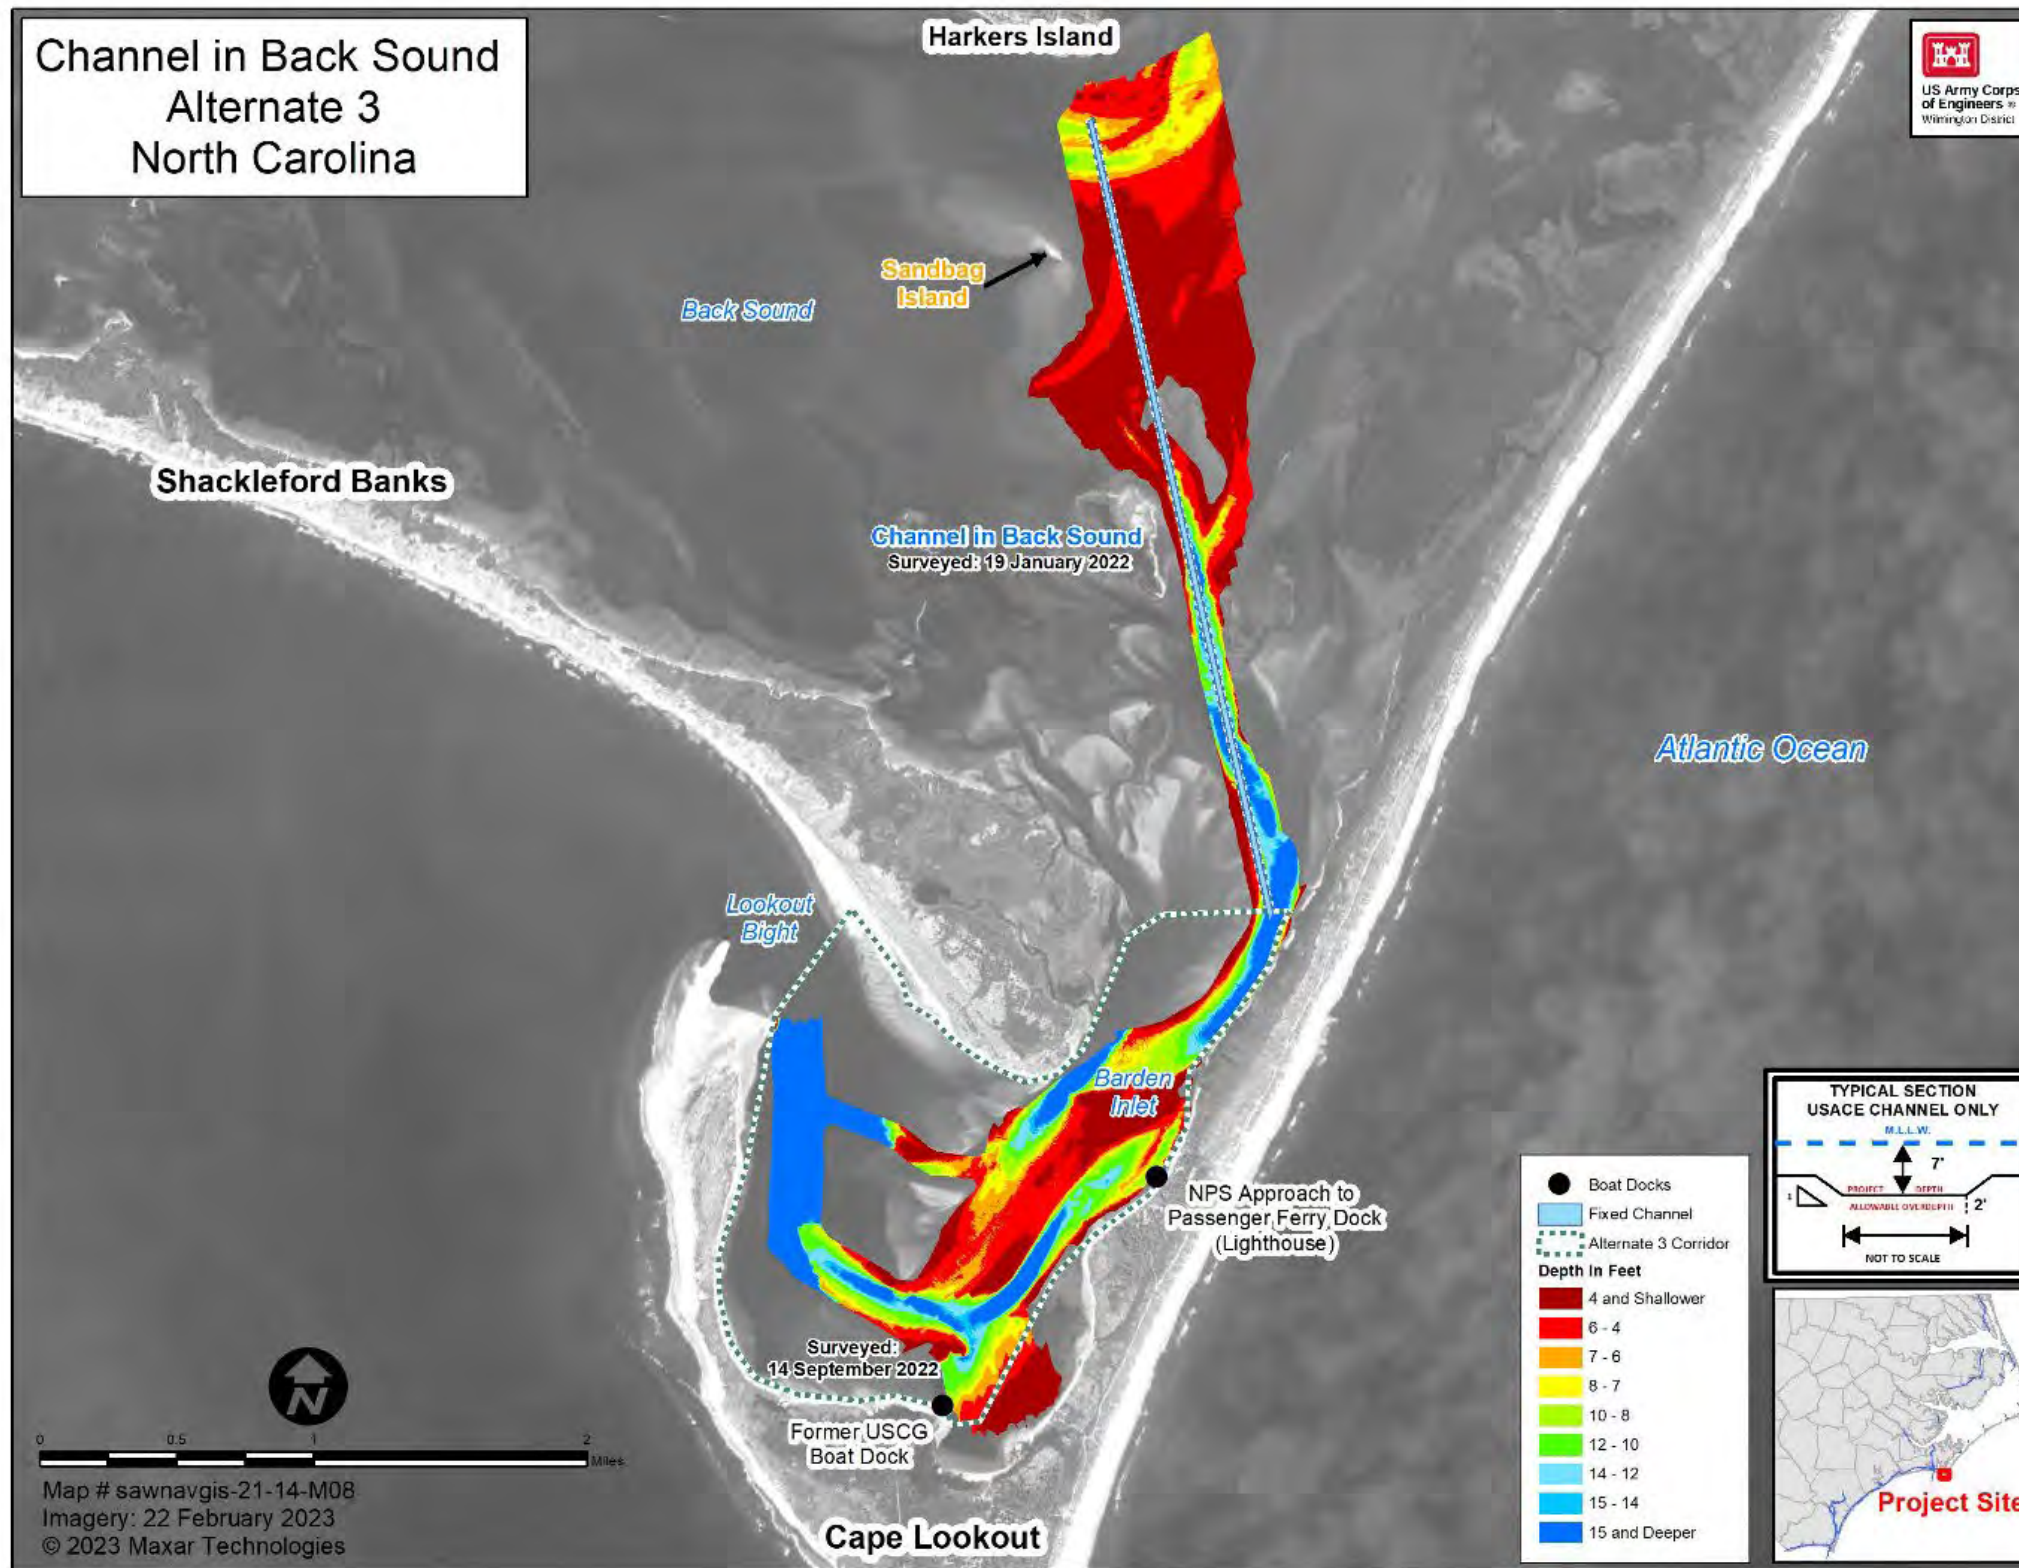 Channel in Back Sound
Alternate 3
North Carolina
Harkers Island
US Army Corps
of Engineers ®
Wilmington District
Sandbag
Island
Back Sound
Shackleford Banks
Channel in Back Sound
Surveyed: 19 January 2022
Atlantic Ocean
Lookout
Bight
Barden
Inlet
NPS Approach to
Passenger Ferry Dock
(Lighthouse)
Surveyed:
14 September 2022
Former USCG
Boat Dock
Cape Lookout
N
0 0.5 1 2
Miles
Map # sawnavgis-21-14-M08
Imagery: 22 February 2023
© 2023 Maxar Technologies
Boat Docks
Fixed Channel
Alternate 3 Corridor
Depth In Feet
4 and Shallower
6 - 4
7 - 6
8 - 7
10 - 8
12 - 10
14 - 12
15 - 14
15 and Deeper
TYPICAL SECTION
USACE CHANNEL ONLY
M.L.L.W.
7'
1
PROJECT DEPTH
ALLOWABLE OVERDEPTH
2'
NOT TO SCALE
Project Site